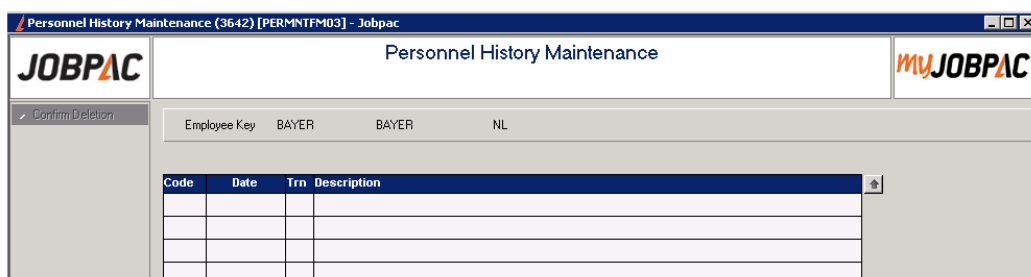 Personnel History Maintenance (3642) [PERMNTFM03] - Jobpac
JOBPAC
Personnel History Maintenance
myJOBPAC
Confirm Deletion
Employee Key BAYER BAYER NL
Code Date Trn Description